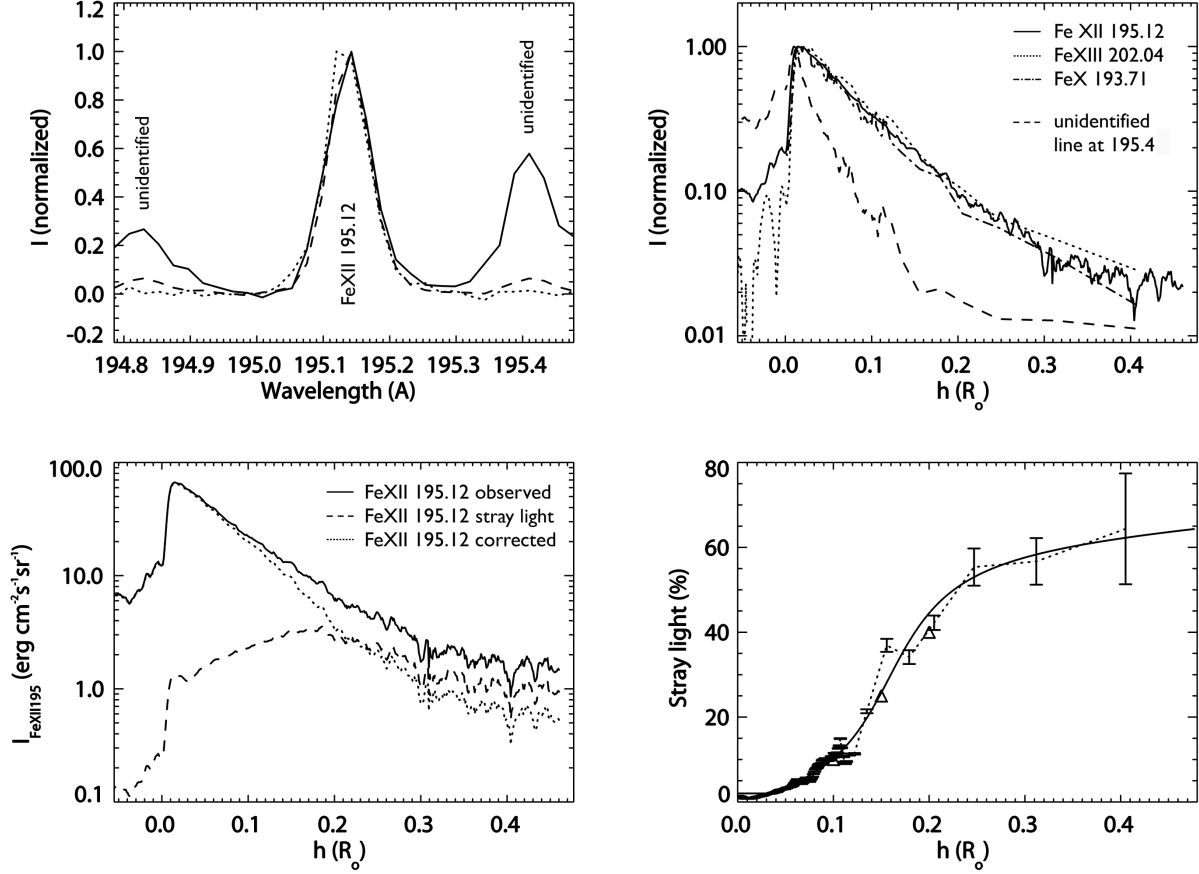 1.2
1.0
0.8
0.6
0.4
0.2
0.0
-0.2
I (normalized)
unidentified
FeXII 195.12
unidentified
194.8 194.9 195.0 195.1 195.2 195.3 195.4
Wavelength (A)
1.00
0.10
0.01
I (normalized)
Fe XII 195.12
FeXIII 202.04
FeX 193.71
unidentified
line at 195.4
0.0 0.1 0.2 0.3 0.4
h (Ro)
100.0
10.0
1.0
0.1
IFeXII195 (erg cm-2s-1sr-1)
FeXII 195.12 observed
FeXII 195.12 stray light
FeXII 195.12 corrected
0.0 0.1 0.2 0.3 0.4
h (Ro)
80
60
40
20
0
Stray light (%)
0.0 0.1 0.2 0.3 0.4
h (Ro)